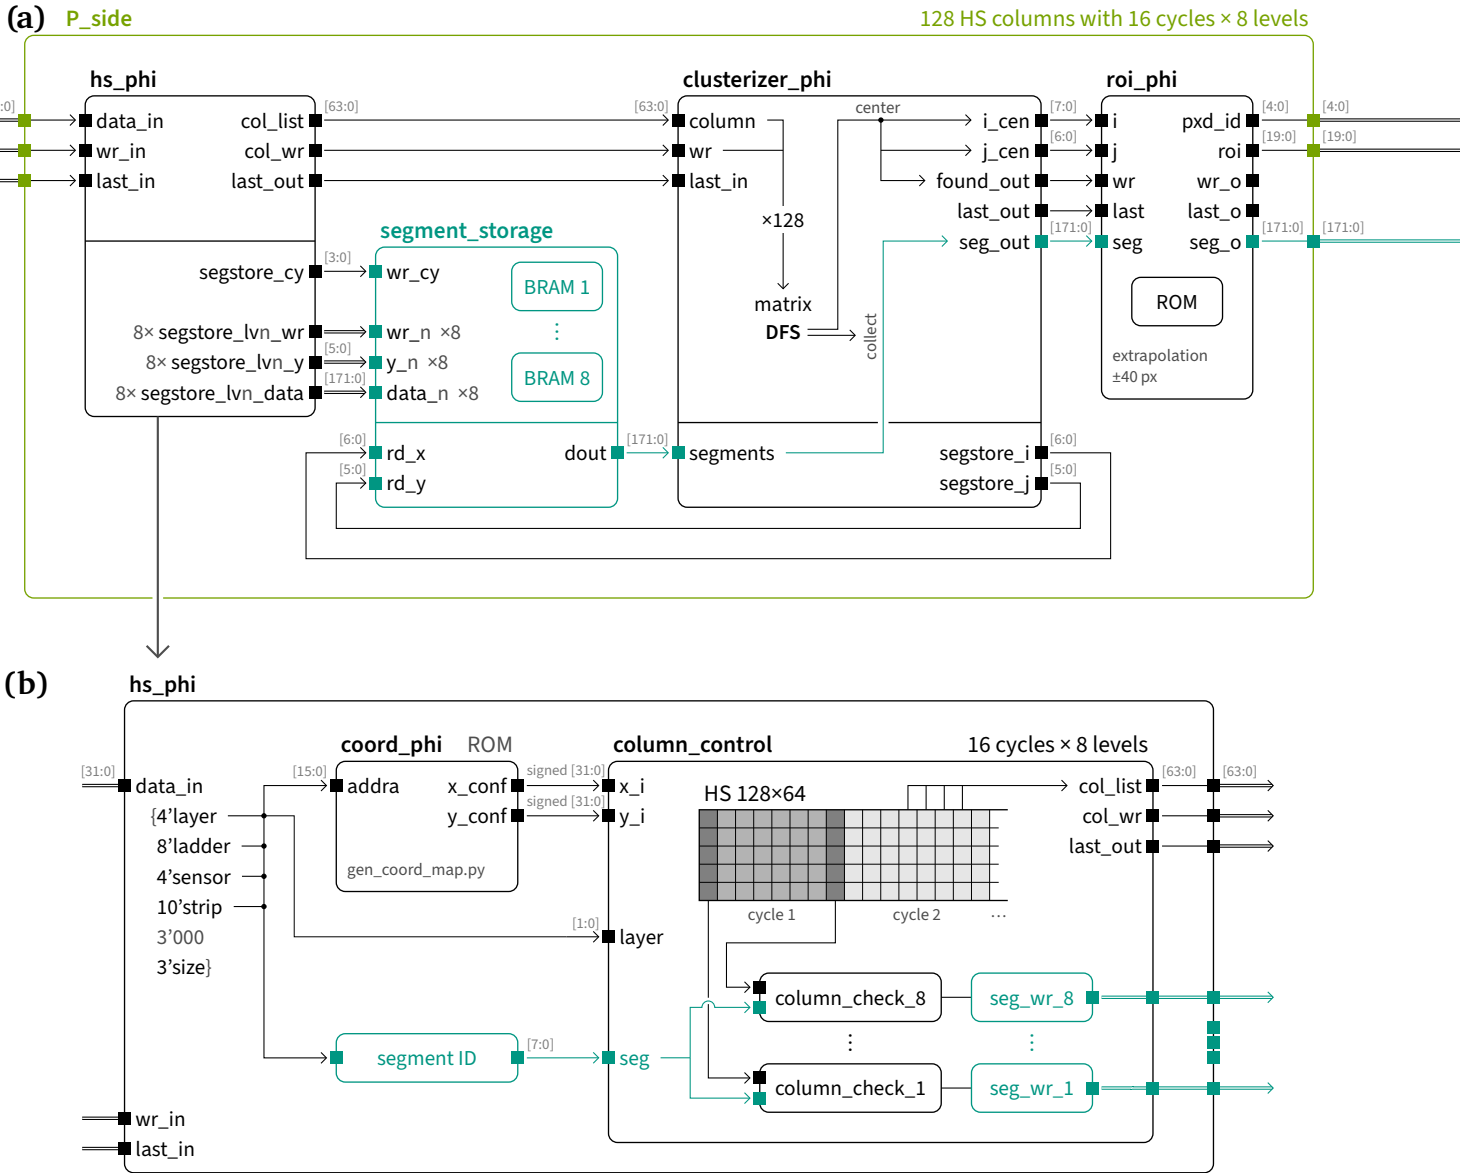 (a) P_side 128 HS columns with 16 cycles × 8 levels
hs_phi clusterizer_phi roi_phi
:0] [63:0] [63:0] center [7:0] [4:0] [4:0]
data_in col_list column i_cen i pxd_id
[6:0] [19:0] [19:0]
wr_in col_wr wr j_cen j roi
last_in last_out last_in found_out wr wr_o
×128 last_out last last_o
segment_storage [171:0] [171:0] [171:0]
seg_out seg seg_o
[3:0]
segstore_cy wr_cy BRAM 1
matrix ROM
8× segstore_lvn_wr wr_n ×8 ⋮ DFS collect
[5:0]
8× segstore_lvn_y y_n ×8 extrapolation
[171:0] ±40 px
8× segstore_lvn_data data_n ×8 BRAM 8
[6:0] [171:0] [6:0]
rd_x dout segments segstore_i
[5:0] [5:0]
rd_y segstore_j
(b) hs_phi
coord_phi ROM column_control 16 cycles × 8 levels
[31:0] [15:0] signed [31:0] [63:0] [63:0]
data_in addra x_conf x_i HS 128×64 col_list
signed [31:0]
{4’layer y_conf y_i col_wr
8’ladder last_out
4’sensor gen_coord_map.py
10’strip cycle 1 cycle 2 …
[1:0]
3’000 layer
3’size}
column_check_8 seg_wr_8
[7:0] ⋮ ⋮
segment ID seg
column_check_1 seg_wr_1
wr_in
last_in